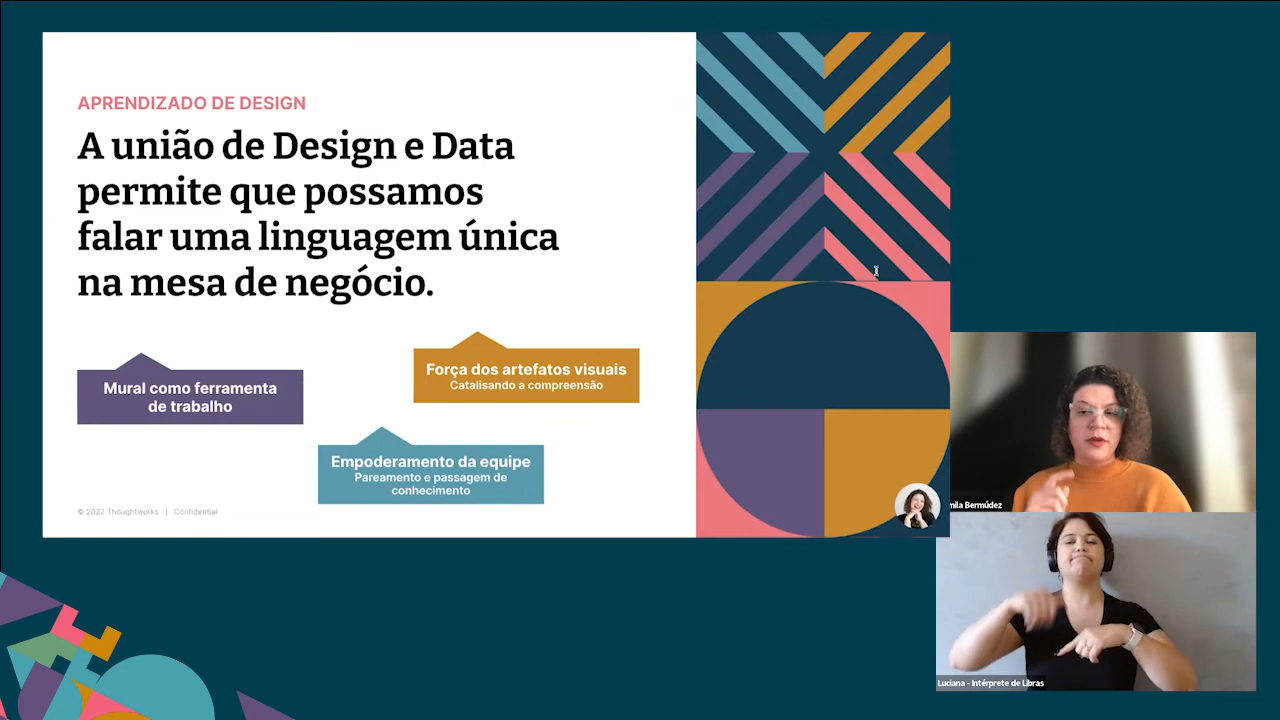 APRENDIZADO DE DESIGN
A união de Design e Data
permite que possamos
falar uma linguagem única
na mesa de negócio.
Mural como ferramenta
de trabalho
Força dos artefatos visuais
Catalisando a compreensão
Empoderamento da equipe
Pareamento e passagem de
conhecimento
© 2022 Thoughtworks | Confidential
Bermúdez
Luciana - Intérprete de Libras